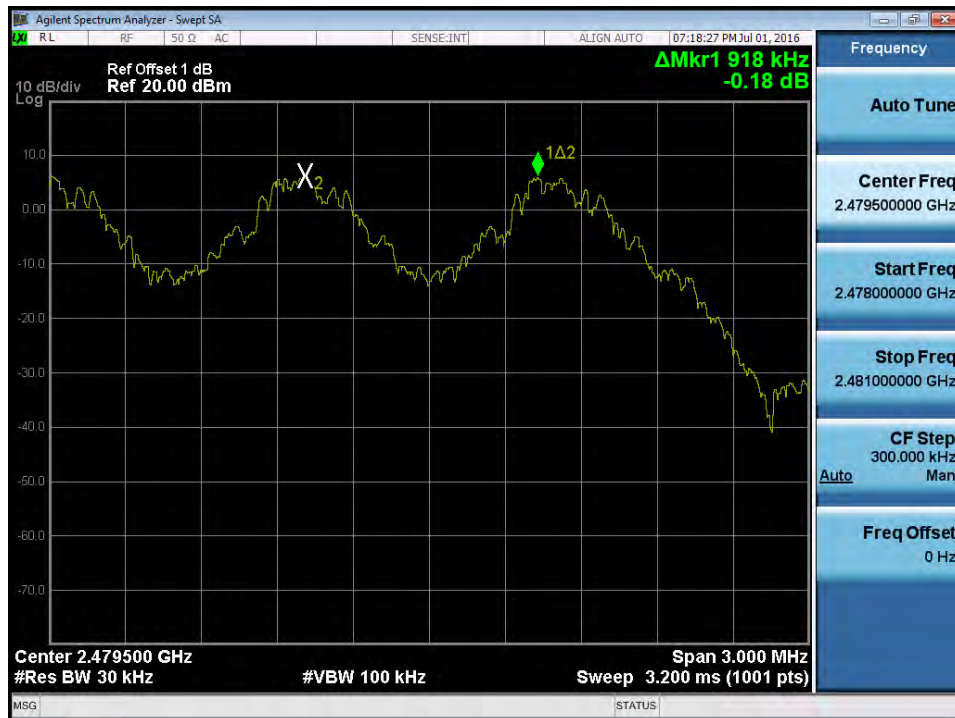 Agilent Spectrum Analyzer - Swept SA
LXI RL RF 50 Ω AC SENSE:INT ALIGN AUTO 07:18:27 PM Jul 01, 2016
Frequency
ΔMkr1 918 kHz
-0.18 dB
Ref Offset 1 dB
10 dB/div Ref 20.00 dBm
Log
Auto Tune
10.0
1Δ2
X2
0.00
-10.0
-20.0
-30.0
-40.0
-50.0
-60.0
-70.0
Center Freq
2.479500000 GHz
Start Freq
2.478000000 GHz
Stop Freq
2.481000000 GHz
CF Step
300.000 kHz
Auto Man
Freq Offset
0 Hz
Center 2.479500 GHz Span 3.000 MHz
#Res BW 30 kHz #VBW 100 kHz Sweep 3.200 ms (1001 pts)
MSG STATUS